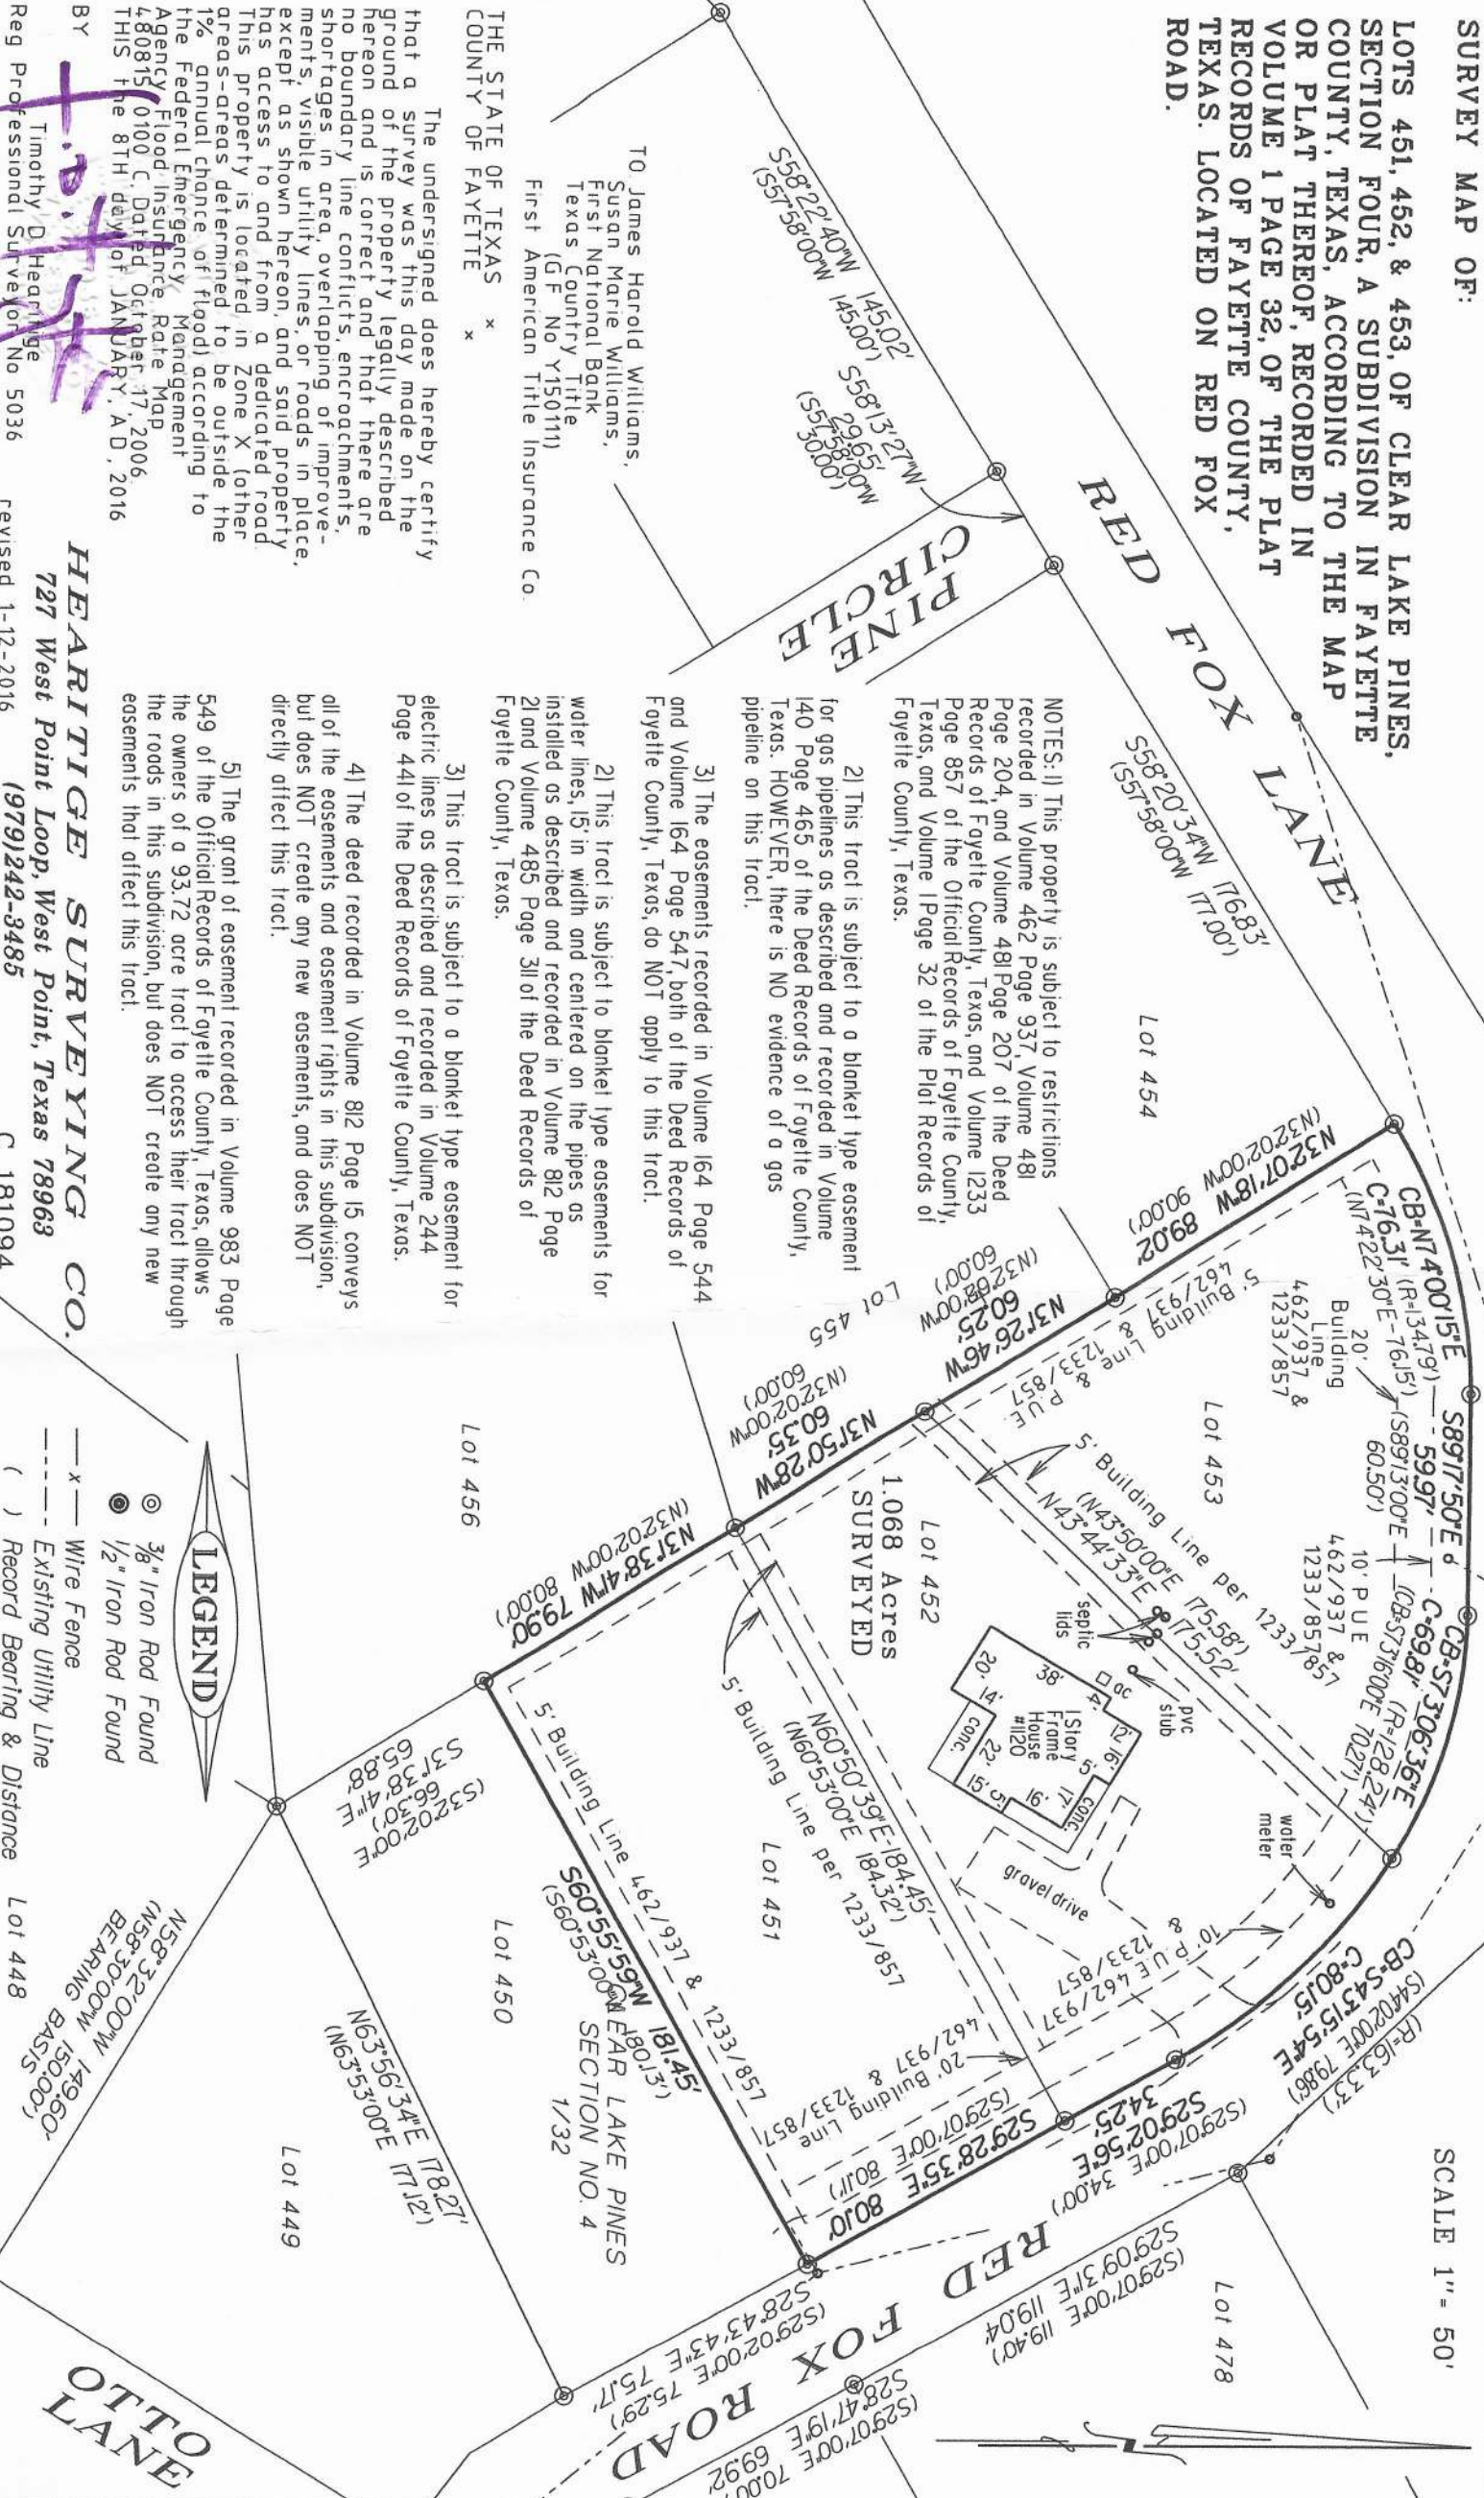 SURVEY MAP OF:
LOTS 451, 452, & 453, OF CLEAR LAKE PINES,
SECTION FOUR, A SUBDIVISION IN FAYETTE
COUNTY, TEXAS, ACCORDING TO THE MAP
OR PLAT THEREOF, RECORDED IN
VOLUME 1 PAGE 32, OF THE PLAT
RECORDS OF FAYETTE COUNTY,
TEXAS. LOCATED ON RED FOX
ROAD.
SCALE 1"= 50'
RED FOX LANE
S58°22'40"W 145.02'
(S57°58'00"W 145.00')
S58°13'27"W
29.65'
(S57°58'00"W
30.00')
PINE
CIRCLE
S58°20'34"W 176.83'
(S57°58'00"W 177.00')
Lot 454
N32°07'18"W 89.02'
(N32°02'00"W 90.00')
CB=N74°00'15"E
C=76.31' (R=134.79')
(N74°22'30"E-76.15')
S89°17'50"E
59.97'
(S89°13'00"E
60.50')
CB=S73°06'36"E
C=69.81' (R=128.24')
(CB=S73°16'00"E 70.27')
20'
Building
Line
462/937 &
1233/857
10' PUE
462/937 &
1233/857
5' Building Line &
P.U.E.
462/937 & 1233/857
Lot 453
5' Building Line per 1233/857
(N43°50'00"E 175.58')
N43°44'33"E 175.52'
N31°26'46"W
60.25'
(N32°02'00"W
60.00')
Lot 455
N31°50'28"W
60.35'
(N32°02'00"W
60.00')
1.068 Acres
SURVEYED
Lot 452
septic
lids
pvc
stub
ac
1 Story
Frame
House
#1120
38'
4'
12'
16'
5'
17'
16'
5'
15'
22'
14'
20'
conc.
conc.
water
meter
gravel drive
10' P.U.E 462/937
&
1233/857
CB=S43°15'54"E
C=80.15'
(S44°02'00"E 79.86')
(R=163.33')
S29°02'56"E
34.25'
(S29°07'00"E 34.00')
S29°28'35"E 80.10'
(S29°07'00"E 80.11')
20' Building Line
462/937 & 1233/857
N60°50'39"E-184.45'
(N60°53'00"E 184.32')
5' Building Line per 1233/857
Lot 451
5' Building Line 462/937 & 1233/857
S60°55'59"W 181.45'
(S60°53'00"W 180.13')
N31°38'41"W 79.90'
(N32°02'00"W 80.00')
Lot 456
Lot 450
CLEAR LAKE PINES
SECTION NO. 4
1/32
(S32°02'00"E
66.30')
S31°38'41"E
65.88'
N63°56'34"E 178.27'
(N63°53'00"E 177.12')
Lot 449
N58°32'00"W 149.60-
(N58°30'00"W 150.00')
BEARING BASIS
Lot 448
RED FOX ROAD
(S29°02'00"E 75.29')
S28°43'43"E 75.17'
(S29°07'00"E 119.40')
S29°09'31"E 119.04'
(S29°07'00"E 70.00')
S28°47'19"E 69.92'
Lot 478
OTTO
LANE
TO James Harold Williams,
Susan Marie Williams,
First National Bank
Texas Country Title
(G F No Y150111)
First American Title Insurance Co.
THE STATE OF TEXAS x
COUNTY OF FAYETTE x
The undersigned does hereby certify
that a survey was this day made on the
ground of the property legally described
hereon and is correct and that there are
no boundary line conflicts, encroachments,
shortages in area, overlapping of improve-
ments, visible utility lines, or roads in place,
except as shown hereon, and said property
has access to and from a dedicated road.
This property is located in Zone X (other
areas-areas determined to be outside the
1% annual chance of flood) according to
the Federal Emergency Management
Agency Flood Insurance Rate Map
480815 0100 C, Dated October 17, 2006.
THIS the 8TH day of JANUARY, A D, 2016
BY
Timothy D. Hearitige
Reg Professional Surveyor No 5036
NOTES: 1) This property is subject to restrictions
recorded in Volume 462 Page 937, Volume 481
Page 204, and Volume 481 Page 207 of the Deed
Records of Fayette County, Texas, and Volume 1233
Page 857 of the Official Records of Fayette County,
Texas, and Volume 1 Page 32 of the Plat Records of
Fayette County, Texas.
2) This tract is subject to a blanket type easement
for gas pipelines as described and recorded in Volume
140 Page 465 of the Deed Records of Fayette County,
Texas. HOWEVER, there is NO evidence of a gas
pipeline on this tract.
3) The easements recorded in Volume 164 Page 544
and Volume 164 Page 547, both of the Deed Records of
Fayette County, Texas, do NOT apply to this tract.
2) This tract is subject to blanket type easements for
water lines, 15' in width and centered on the pipes as
installed as described and recorded in Volume 812 Page
21 and Volume 485 Page 311 of the Deed Records of
Fayette County, Texas.
3) This tract is subject to a blanket type easement for
electric lines as described and recorded in Volume 244
Page 441 of the Deed Records of Fayette County, Texas.
4) The deed recorded in Volume 812 Page 15 conveys
all of the easements and easement rights in this subdivision,
but does NOT create any new easements, and does NOT
directly affect this tract.
5) The grant of easement recorded in Volume 983 Page
549 of the Official Records of Fayette County, Texas, allows
the owners of a 93.72 acre tract to access their tract through
the roads in this subdivision, but does NOT create any new
easements that affect this tract.
HEARITIGE SURVEYING CO.
727 West Point Loop, West Point, Texas 78963
revised 1-12-2016 (979)242-3485 C 181094
LEGEND
3/8" Iron Rod Found
1/2" Iron Rod Found
x Wire Fence
Existing Utility Line
( ) Record Bearing & Distance